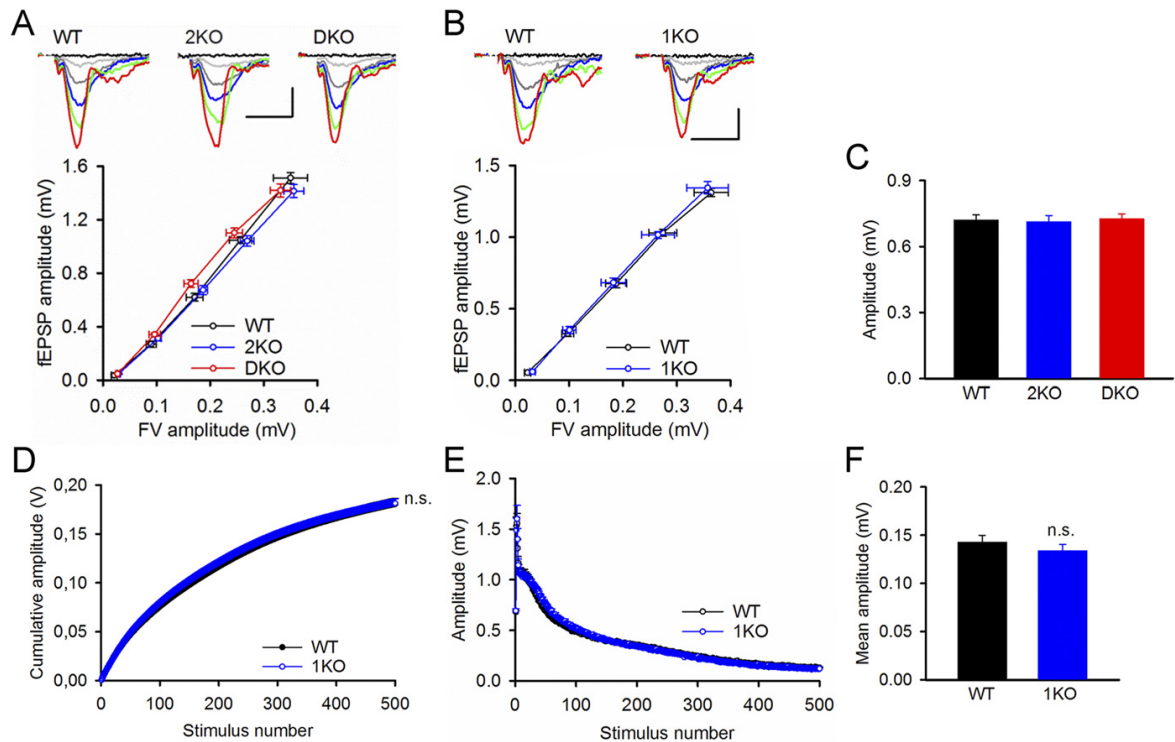 A
WT
2KO
DKO
fEPSP amplitude (mV)
1.6
1.2
0.8
0.4
0.0
WT
2KO
DKO
0.0 0.1 0.2 0.3 0.4
FV amplitude (mV)
B
WT
1KO
fEPSP amplitude (mV)
1.5
1.0
0.5
0.0
WT
1KO
0.0 0.1 0.2 0.3 0.4
FV amplitude (mV)
C
Amplitude (mV)
0.9
0.6
0.3
0.0
WT 2KO DKO
D
Cumulative amplitude (V)
0,20
0,15
0,10
0,05
0,00
n.s.
WT
1KO
0 100 200 300 400 500
Stimulus number
E
Amplitude (mV)
2.0
1.5
1.0
0.5
0.0
WT
1KO
0 100 200 300 400 500
Stimulus number
F
Mean amplitude (mV)
0.20
0.15
0.10
0.05
0.00
n.s.
WT 1KO